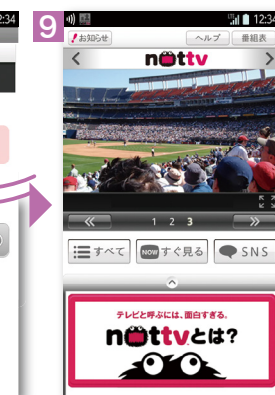 2:34
9
12:34
お知らせ
ヘルプ
番組表
nottv
1 2 3
すべて
NOW すぐ見る
SNS
テレビと呼ぶには、面白すぎる。
nottvとは?